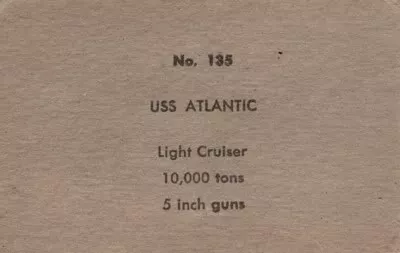 No. 135
USS ATLANTIC
Light Cruiser
10,000 tons
5 inch guns